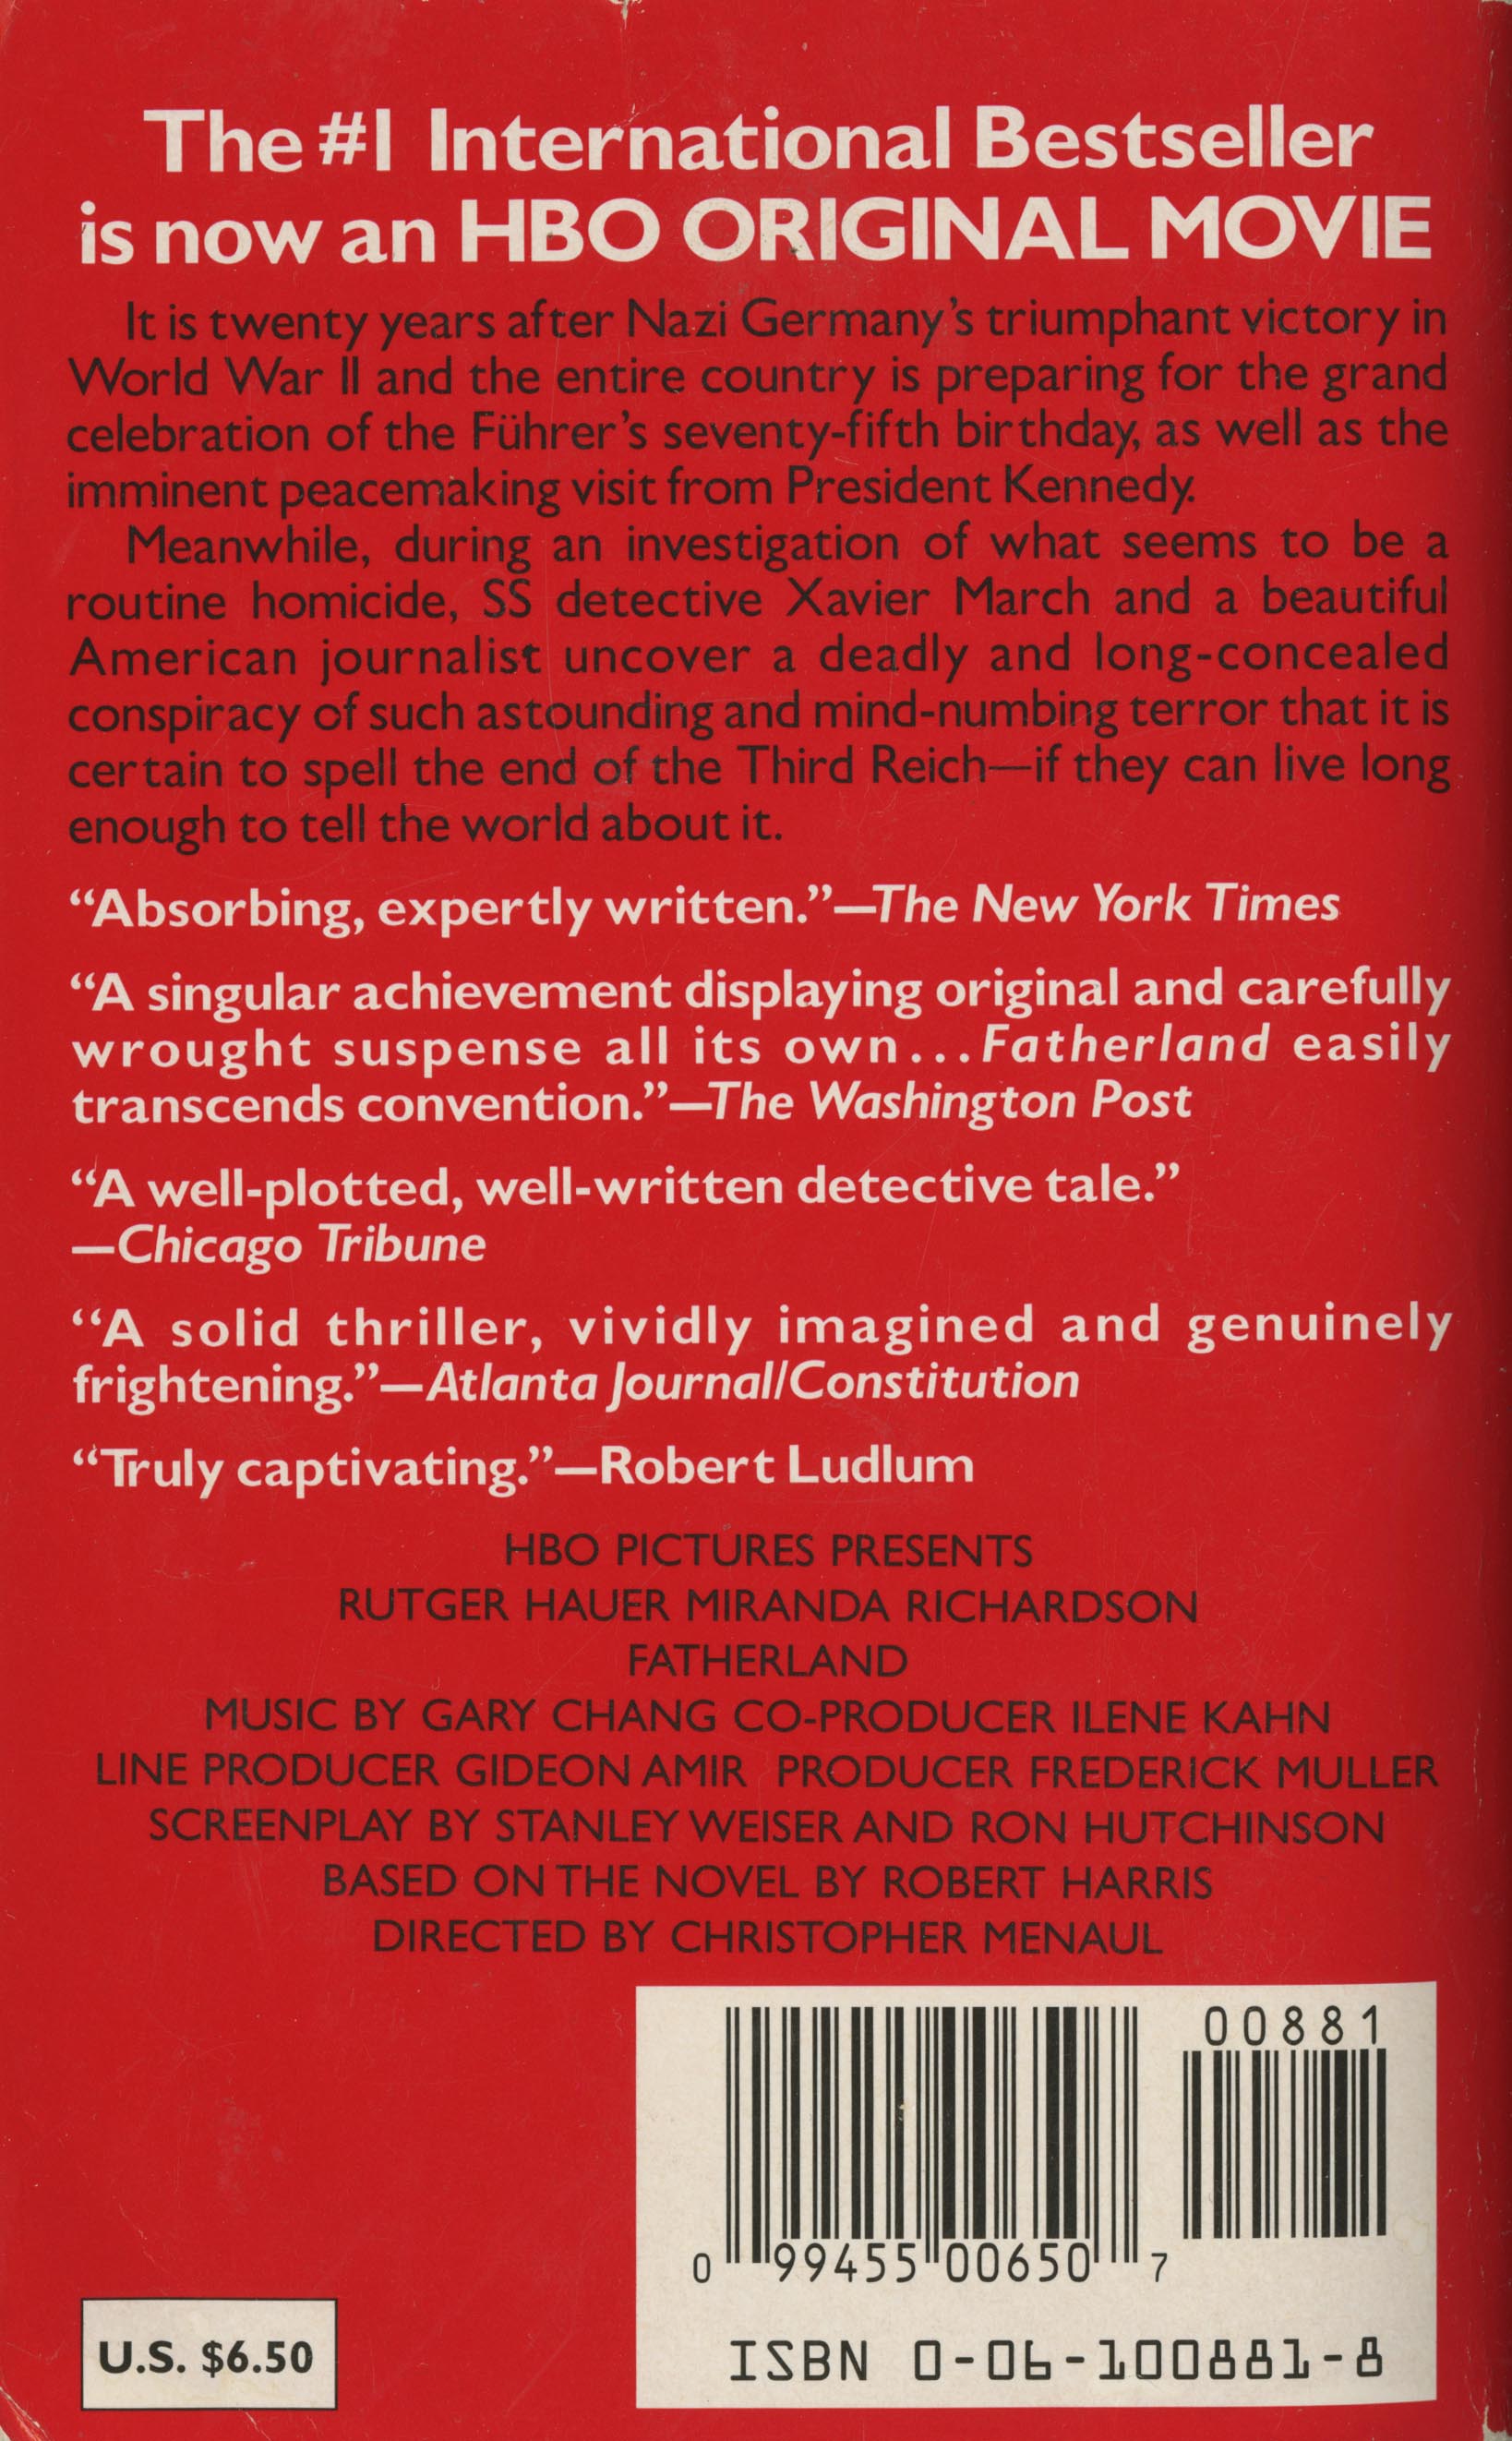 The #1 International Bestseller
is now an HBO ORIGINAL MOVIE
It is twenty years after Nazi Germany's triumphant victory in
World War II and the entire country is preparing for the grand
celebration of the Führer's seventy-fifth birthday, as well as the
imminent peacemaking visit from President Kennedy.
Meanwhile, during an investigation of what seems to be a
routine homicide, SS detective Xavier March and a beautiful
American journalist uncover a deadly and long-concealed
conspiracy of such astounding and mind-numbing terror that it is
certain to spell the end of the Third Reich—if they can live long
enough to tell the world about it.
“Absorbing, expertly written.”—The New York Times
“A singular achievement displaying original and carefully
wrought suspense all its own...Fatherland easily
transcends convention.”—The Washington Post
“A well-plotted, well-written detective tale.”
—Chicago Tribune
“A solid thriller, vividly imagined and genuinely
frightening.”—Atlanta Journal/Constitution
“Truly captivating.”—Robert Ludlum
HBO PICTURES PRESENTS
RUTGER HAUER MIRANDA RICHARDSON
FATHERLAND
MUSIC BY GARY CHANG CO-PRODUCER ILENE KAHN
LINE PRODUCER GIDEON AMIR PRODUCER FREDERICK MULLER
SCREENPLAY BY STANLEY WEISER AND RON HUTCHINSON
BASED ON THE NOVEL BY ROBERT HARRIS
DIRECTED BY CHRISTOPHER MENAUL
00881
0 99455 00650 7
U.S. $6.50
ISBN 0-06-100881-8